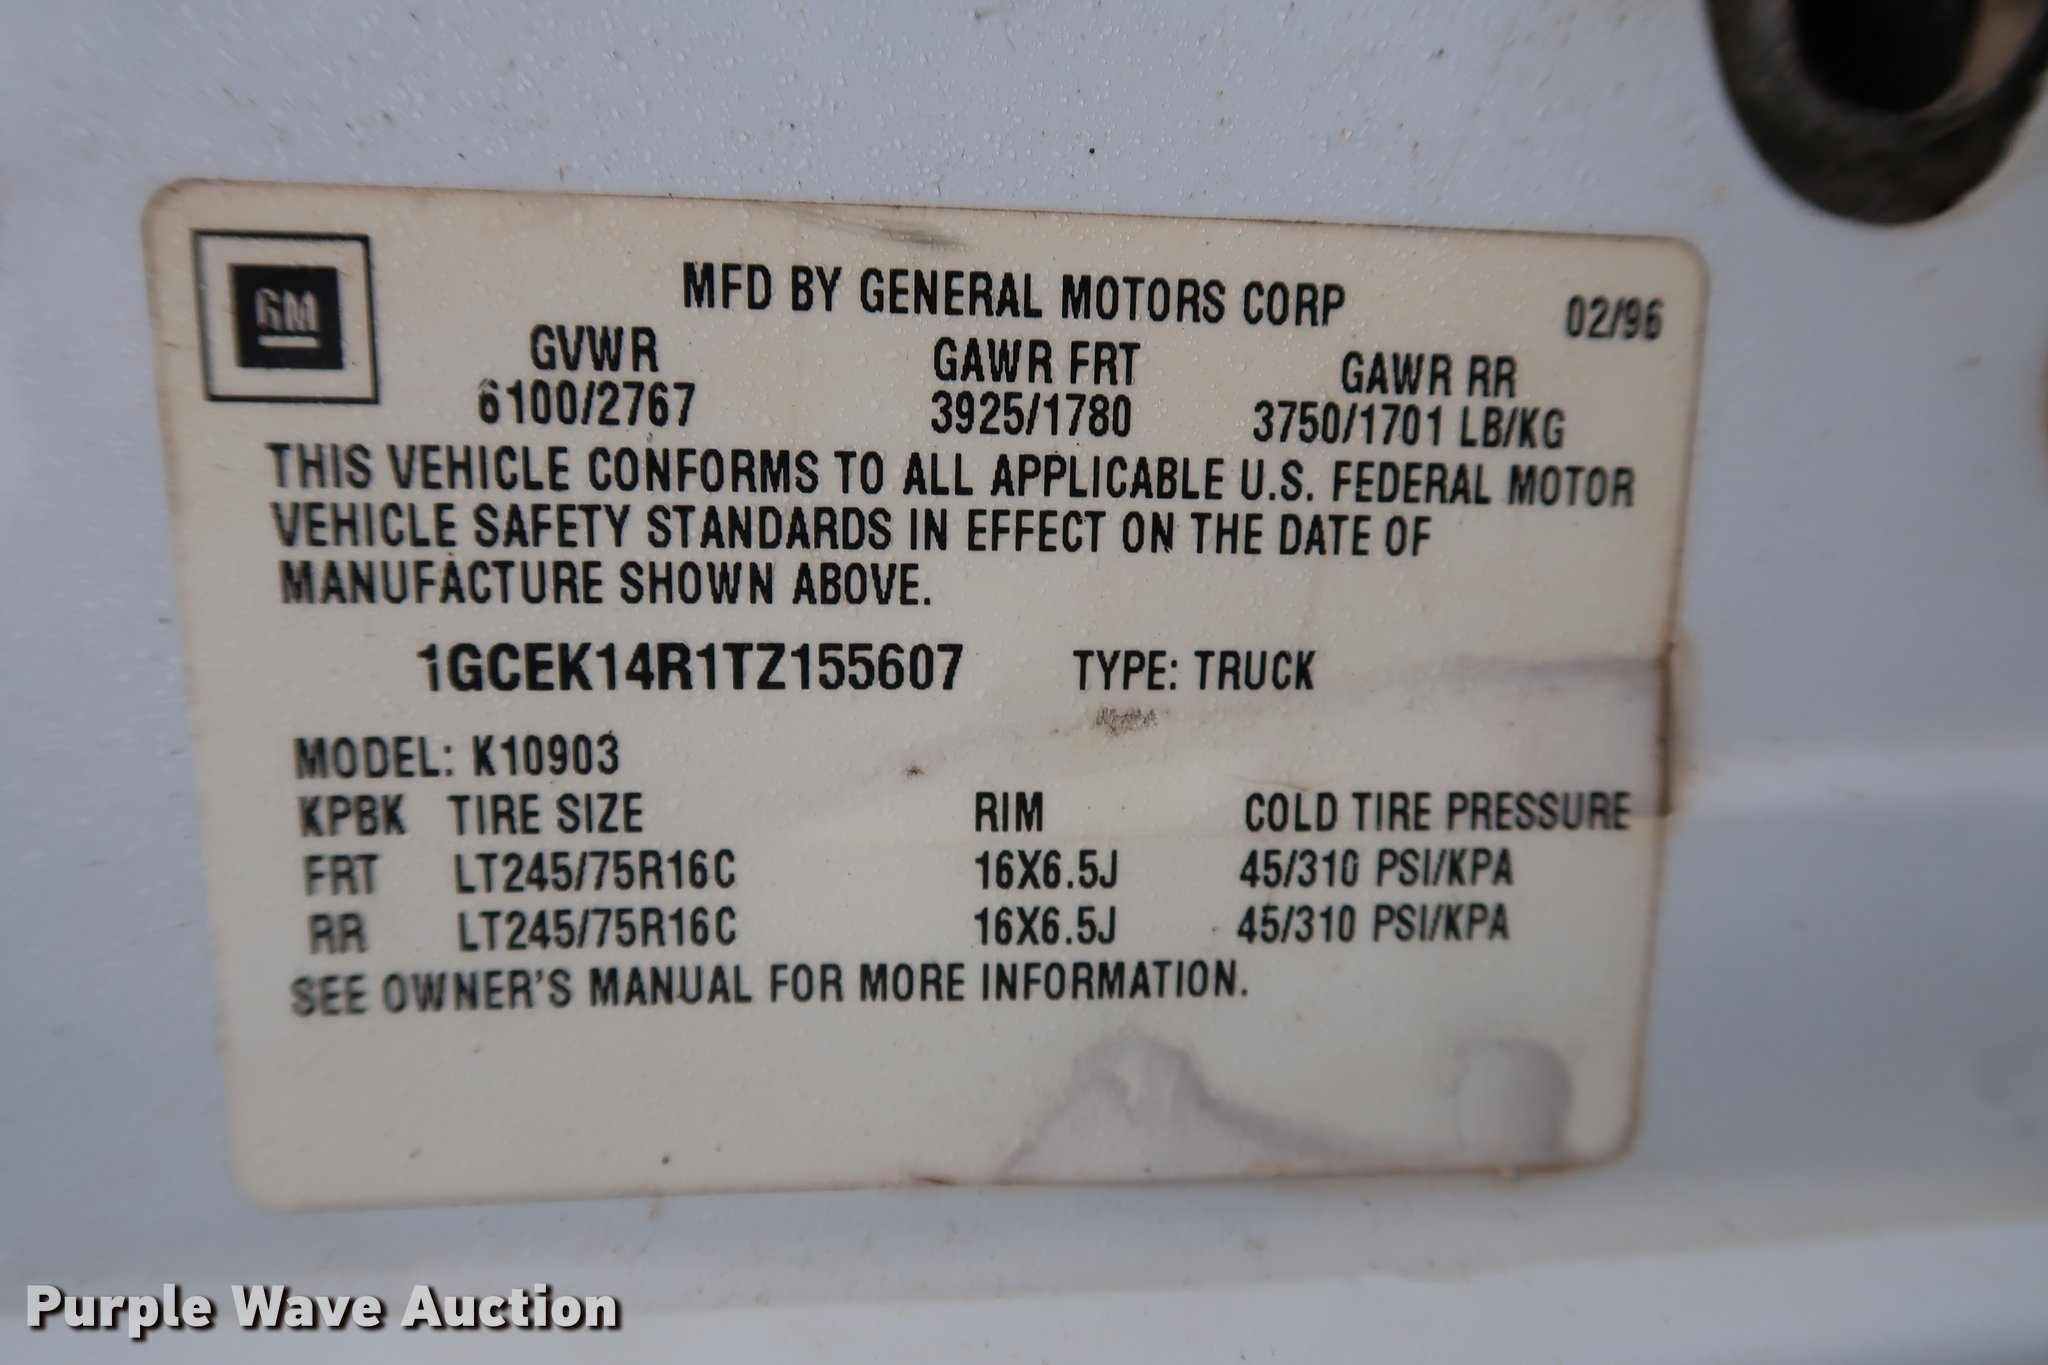 GM
MFD BY GENERAL MOTORS CORP 02/96
GVWR GAWR FRT GAWR RR
6100/2767 3925/1780 3750/1701 LB/KG
THIS VEHICLE CONFORMS TO ALL APPLICABLE U.S. FEDERAL MOTOR
VEHICLE SAFETY STANDARDS IN EFFECT ON THE DATE OF
MANUFACTURE SHOWN ABOVE.
1GCEK14R1TZ155607 TYPE: TRUCK
MODEL: K10903
KPBK TIRE SIZE RIM COLD TIRE PRESSURE
FRT LT245/75R16C 16X6.5J 45/310 PSI/KPA
RR LT245/75R16C 16X6.5J 45/310 PSI/KPA
SEE OWNER'S MANUAL FOR MORE INFORMATION.
Purple Wave Auction